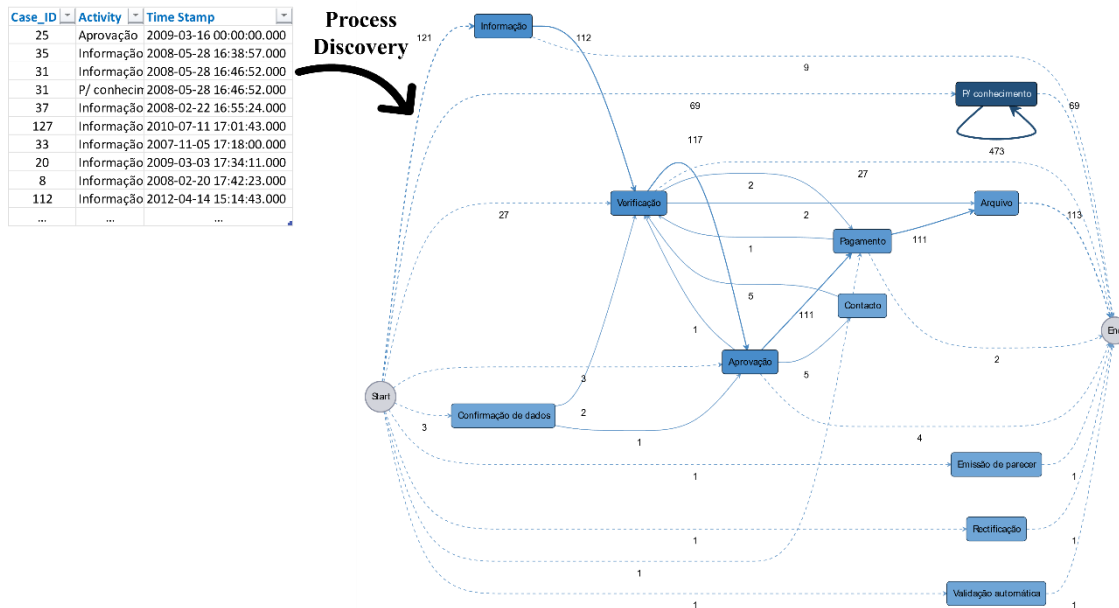 Case_ID Activity Time Stamp
25 Aprovação 2009-03-16 00:00:00.000
35 Informação 2008-05-28 16:38:57.000
31 Informação 2008-05-28 16:46:52.000
31 P/ conhecin 2008-05-28 16:46:52.000
37 Informação 2008-02-22 16:55:24.000
127 Informação 2010-07-11 17:01:43.000
33 Informação 2007-11-05 17:18:00.000
20 Informação 2009-03-03 17:34:11.000
8 Informação 2008-02-20 17:42:23.000
112 Informação 2012-04-14 15:14:43.000
... ... ...
Process
Discovery
121
Informação
112
9
P/ conhecimento
69
69
473
117
27
Verificação
2
Arquivo
27
2
113
Pagamento
111
1
5
Contacto
111
1
End
Aprovação
2
3
5
Start
Confirmação de dados
3
2
1
4
Emissão de parecer
1
1
Rectificação
1
1
1
Validação automática
1
1